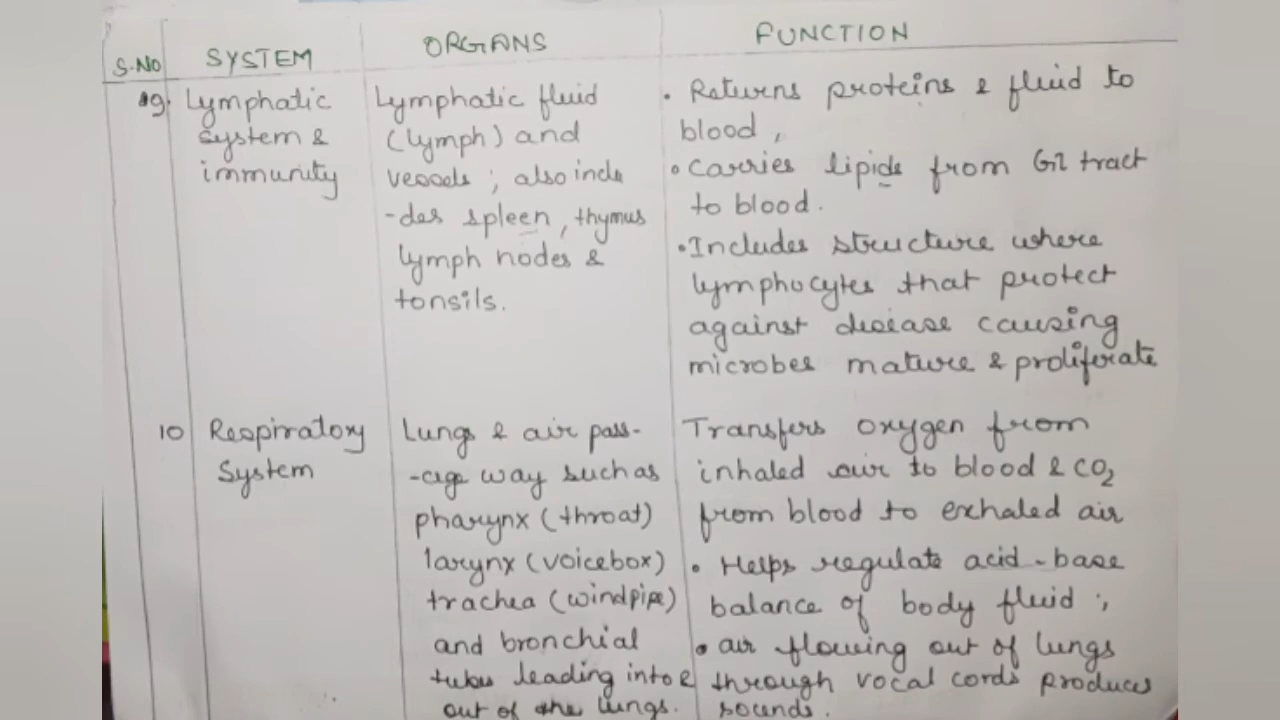 S.NO SYSTEM ORGANS FUNCTION
9. Lymphatic system & immunity
Lymphatic fluid
(lymph) and
vessels ; also inclu
-des spleen , thymus
lymph nodes &
tonsils.
• Returns proteins & fluid to
blood ,
• Carries lipids from GI tract
to blood.
• Includes structure where
lymphocytes that protect
against disease causing
microbes mature & proliferate
10 Respiratory
System
Lungs & air pass-
-age way such as
pharynx (throat)
larynx (voicebox)
trachea (windpipe)
and bronchial
tubes leading into &
out of the lungs.
Transfers oxygen from
inhaled air to blood & CO2
from blood to exhaled air
• Helps regulate acid-base
balance of body fluid ;
• air flowing out of lungs
through vocal cords produces
sounds.